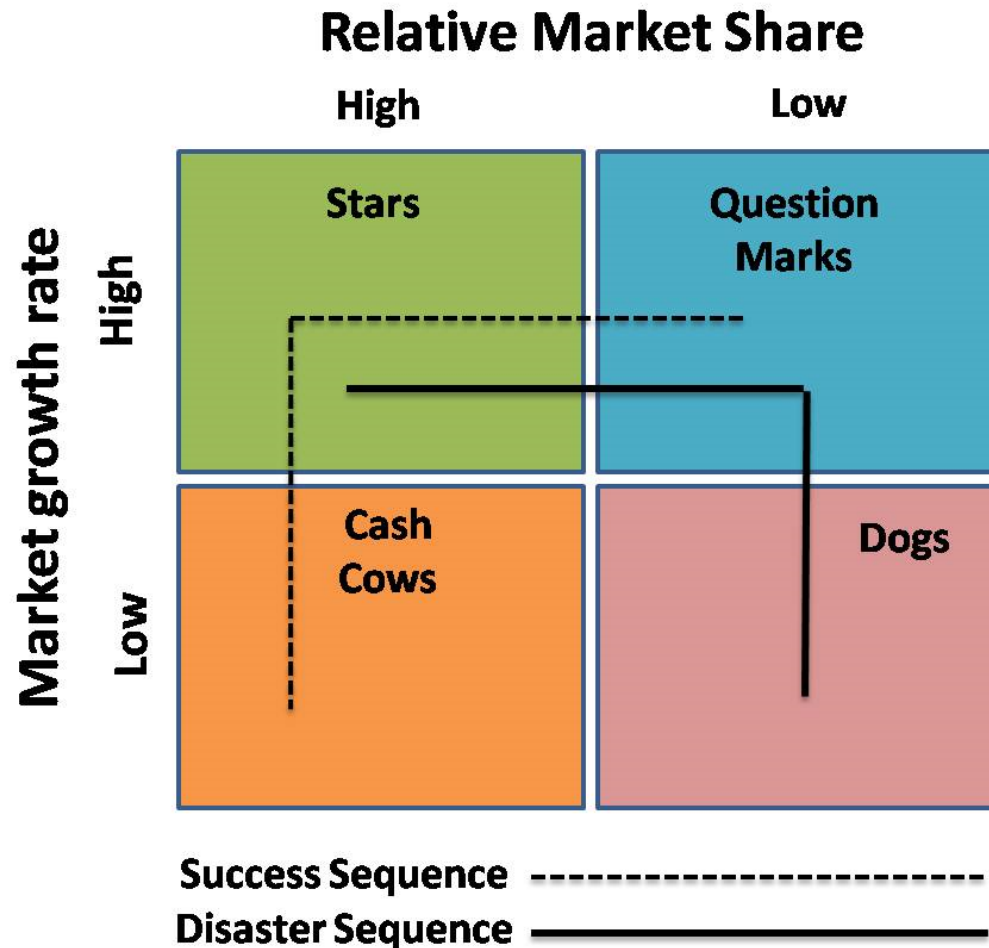 Relative Market Share
High
Low
Market growth rate
High
Stars
Question
Marks
Low
Cash
Cows
Dogs
Success Sequence
Disaster Sequence